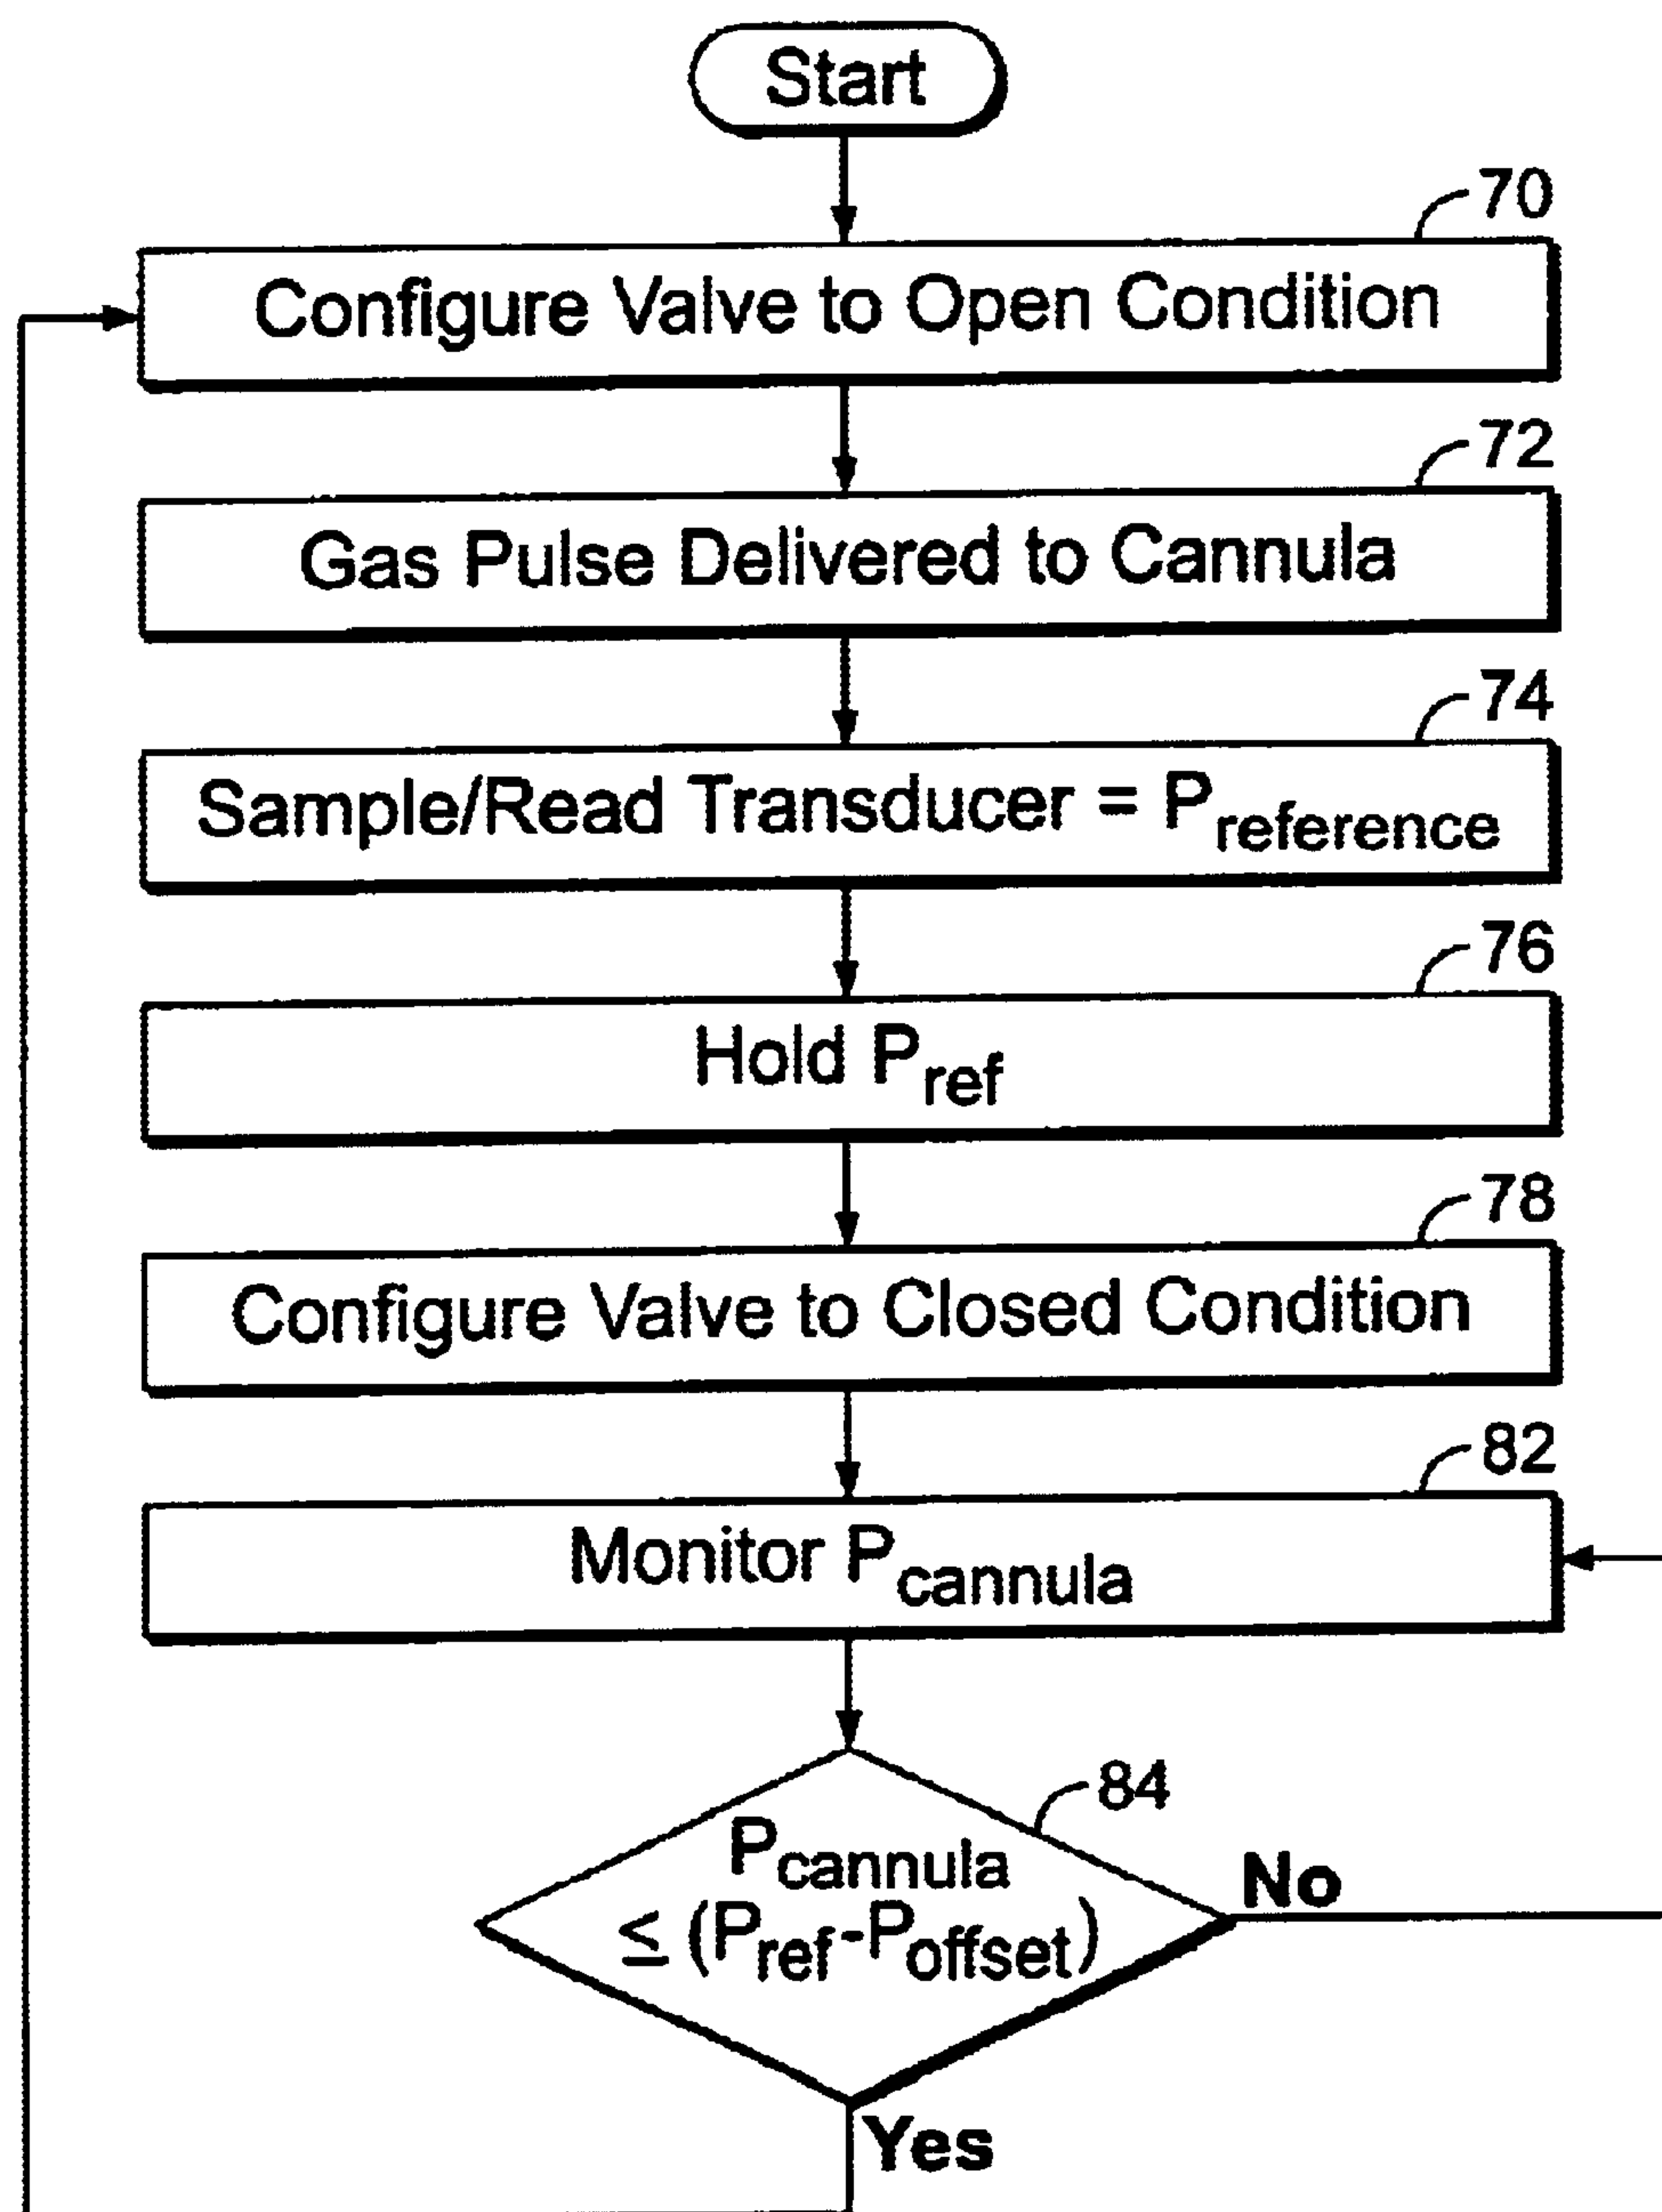 Start
70
Configure Valve to Open Condition
72
Gas Pulse Delivered to Cannula
74
Sample/Read Transducer = Preference
76
Hold Pref
78
Configure Valve to Closed Condition
82
Monitor Pcannula
84
Pcannula
≤ (Pref-Poffset)
No
Yes